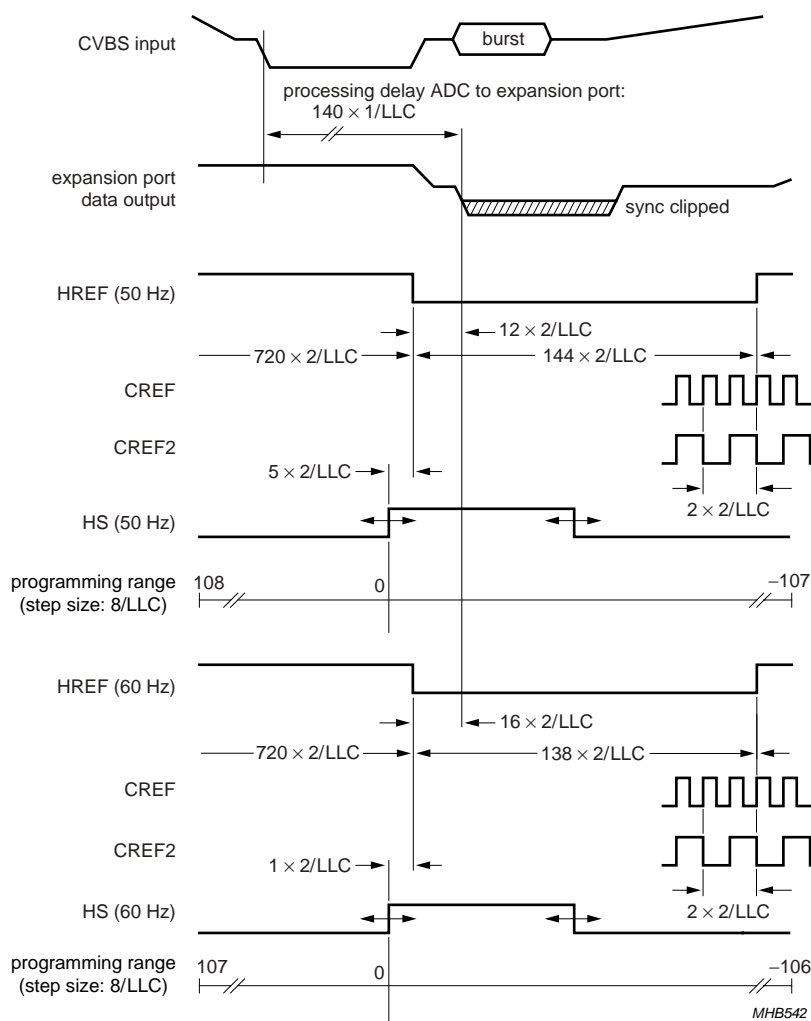 CVBS input
burst
processing delay ADC to expansion port:
140 × 1/LLC
expansion port
data output
sync clipped
HREF (50 Hz)
12 × 2/LLC
720 × 2/LLC
144 × 2/LLC
CREF
CREF2
5 × 2/LLC
2 × 2/LLC
HS (50 Hz)
programming range
(step size: 8/LLC)
108
0
−107
HREF (60 Hz)
16 × 2/LLC
720 × 2/LLC
138 × 2/LLC
CREF
CREF2
1 × 2/LLC
2 × 2/LLC
HS (60 Hz)
programming range
(step size: 8/LLC)
107
0
−106
MHB542